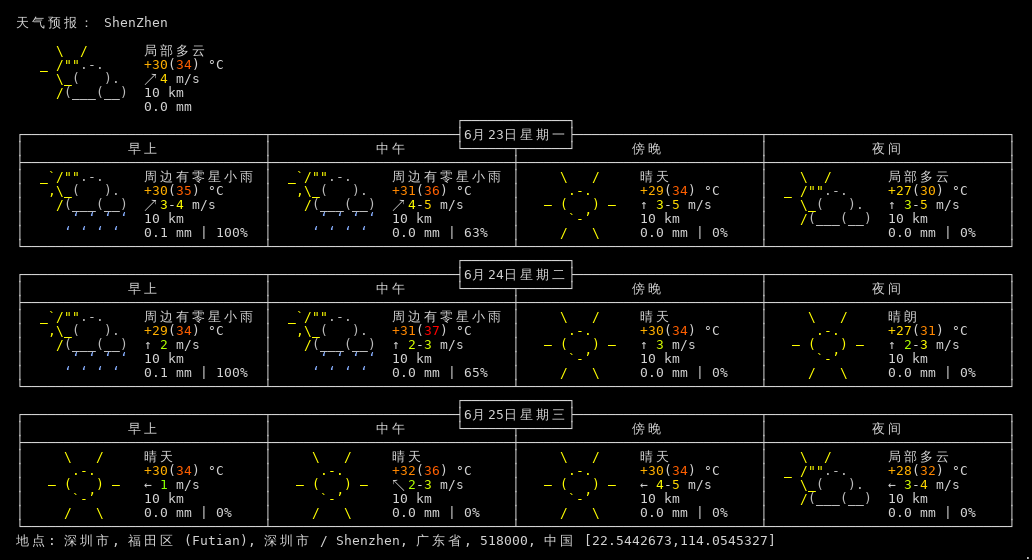 天气预报： ShenZhen
局部多云
+30(34) °C
↗ 4 m/s
10 km
0.0 mm
6月23日星期一
早上 中午 傍晚 夜间
周边有零星小雨 周边有零星小雨 晴天 局部多云
+30(35) °C +31(36) °C +29(34) °C +27(30) °C
↗ 3-4 m/s ↗ 4-5 m/s ↑ 3-5 m/s ↑ 3-5 m/s
10 km 10 km 10 km 10 km
0.1 mm | 100% 0.0 mm | 63% 0.0 mm | 0% 0.0 mm | 0%
6月24日星期二
早上 中午 傍晚 夜间
周边有零星小雨 周边有零星小雨 晴天 晴朗
+29(34) °C +31(37) °C +30(34) °C +27(31) °C
↑ 2 m/s ↑ 2-3 m/s ↑ 3 m/s ↑ 2-3 m/s
10 km 10 km 10 km 10 km
0.1 mm | 100% 0.0 mm | 65% 0.0 mm | 0% 0.0 mm | 0%
6月25日星期三
早上 中午 傍晚 夜间
晴天 晴天 晴天 局部多云
+30(34) °C +32(36) °C +30(34) °C +28(32) °C
← 1 m/s ↖ 2-3 m/s ← 4-5 m/s ← 3-4 m/s
10 km 10 km 10 km 10 km
0.0 mm | 0% 0.0 mm | 0% 0.0 mm | 0% 0.0 mm | 0%
地点: 深圳市, 福田区 (Futian), 深圳市 / Shenzhen, 广东省, 518000, 中国 [22.5442673,114.0545327]